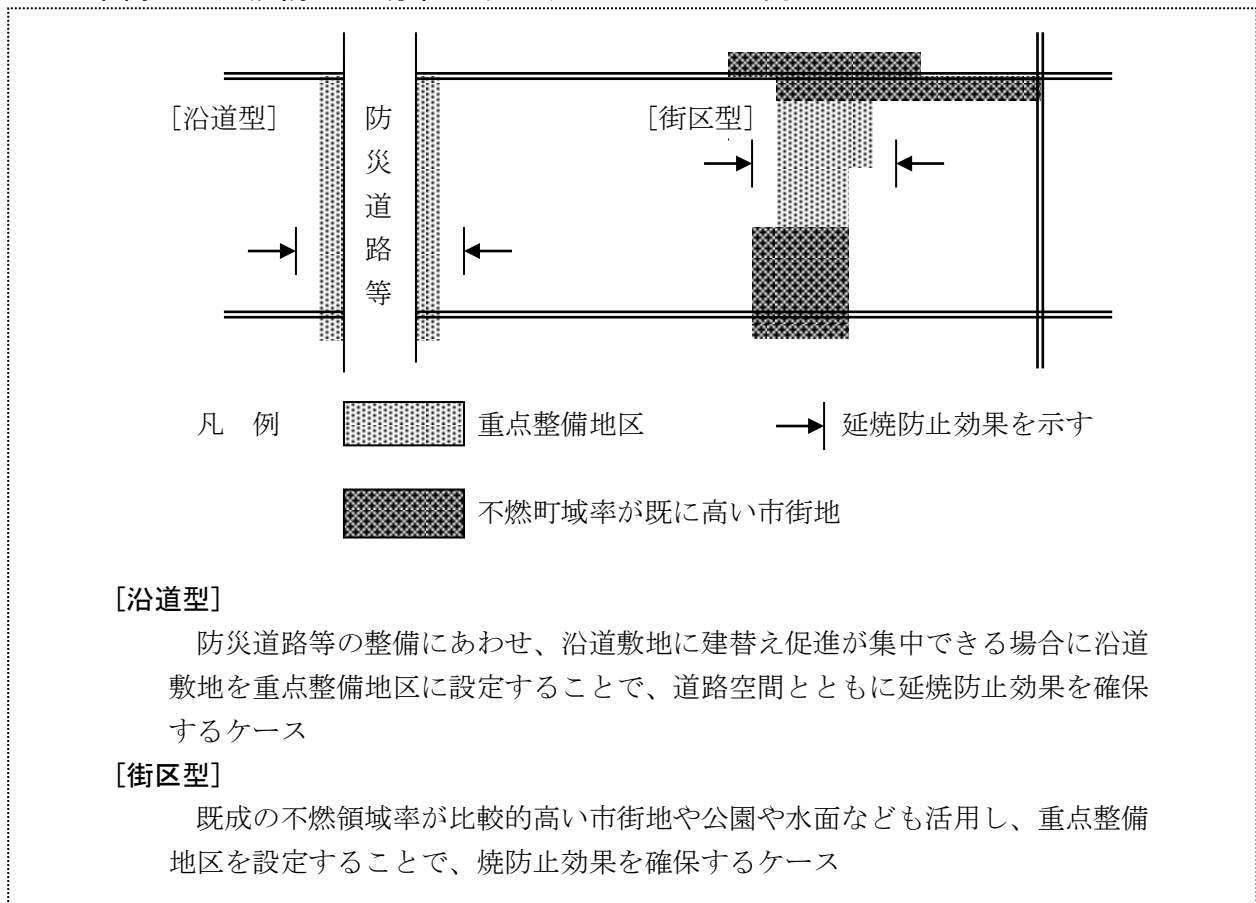 [沿道型]
防災道路等
[街区型]
凡　例
重点整備地区
延焼防止効果を示す
不燃町域率が既に高い市街地
[沿道型]
防災道路等の整備にあわせ、沿道敷地に建替え促進が集中できる場合に沿道
敷地を重点整備地区に設定することで、道路空間とともに延焼防止効果を確保
するケース
[街区型]
既成の不燃領域率が比較的高い市街地や公園や水面なども活用し、重点整備
地区を設定することで、焼防止効果を確保するケース